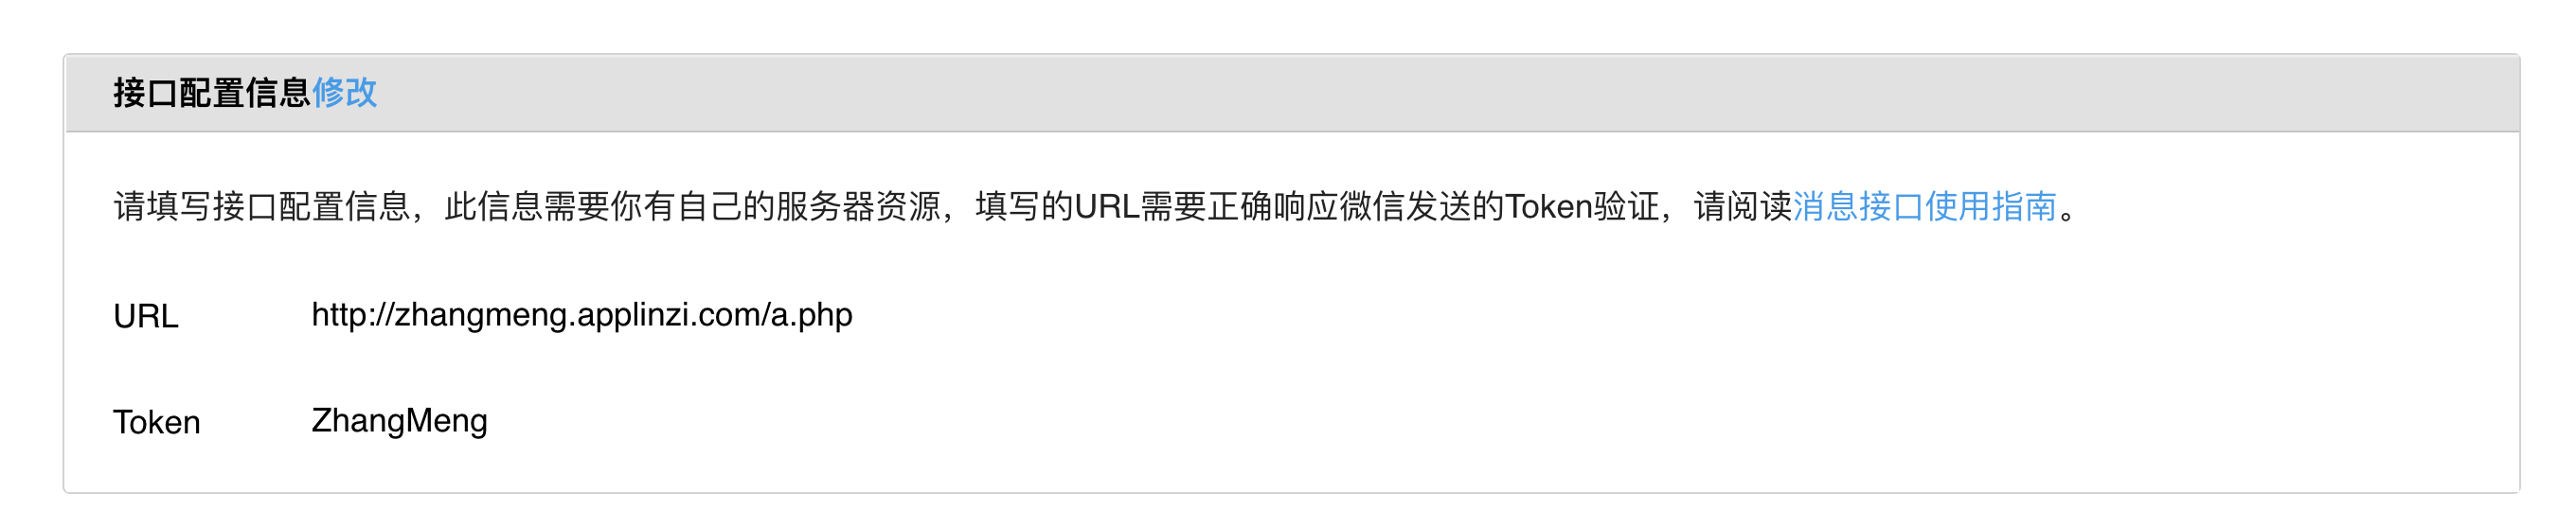 接口配置信息修改
请填写接口配置信息，此信息需要你有自己的服务器资源，填写的URL需要正确响应微信发送的Token验证，请阅读消息接口使用指南。
URL http://zhangmeng.applinzi.com/a.php
Token ZhangMeng